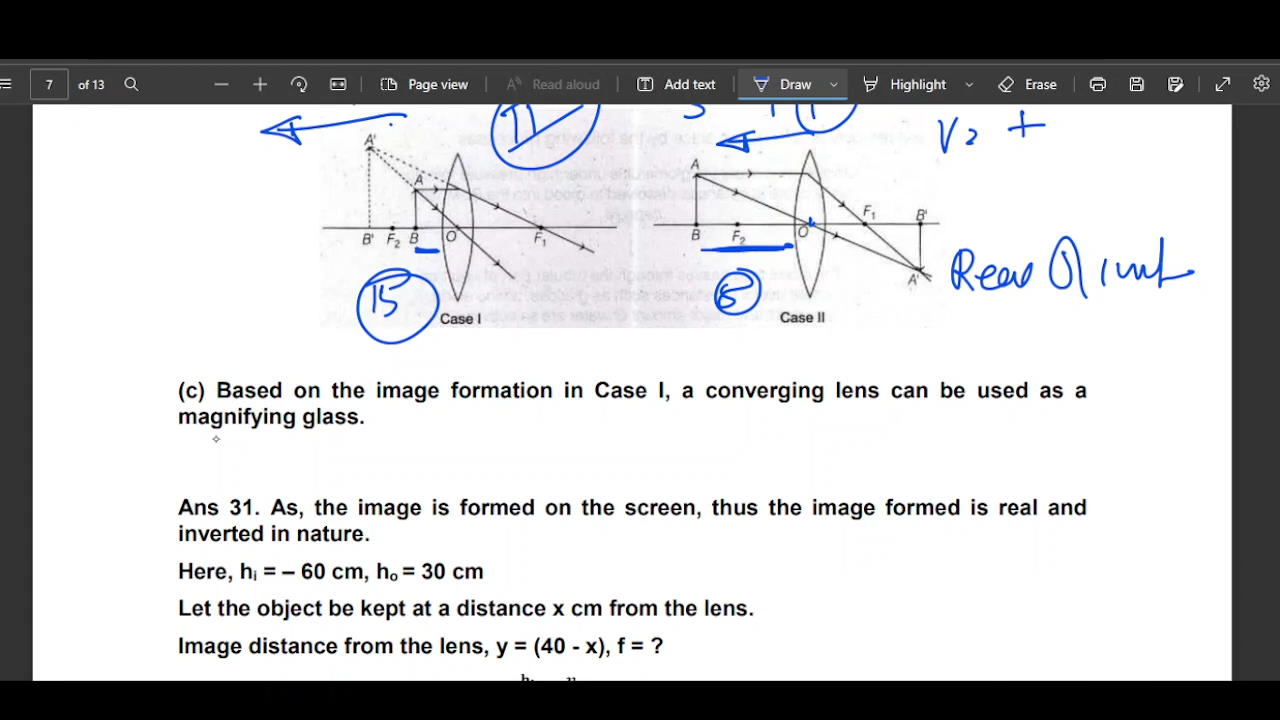 7 of 13 Page view Read aloud Add text Draw Highlight Erase
V2 +
A' A
B' F2 B O F1
A
B F2 O F1 B'
A'
15
Case I
Case II
Real
(c) Based on the image formation in Case I, a converging lens can be used as a
magnifying glass.
Ans 31. As, the image is formed on the screen, thus the image formed is real and
inverted in nature.
Here, hᵢ = – 60 cm, hₒ = 30 cm
Let the object be kept at a distance x cm from the lens.
Image distance from the lens, y = (40 - x), f = ?